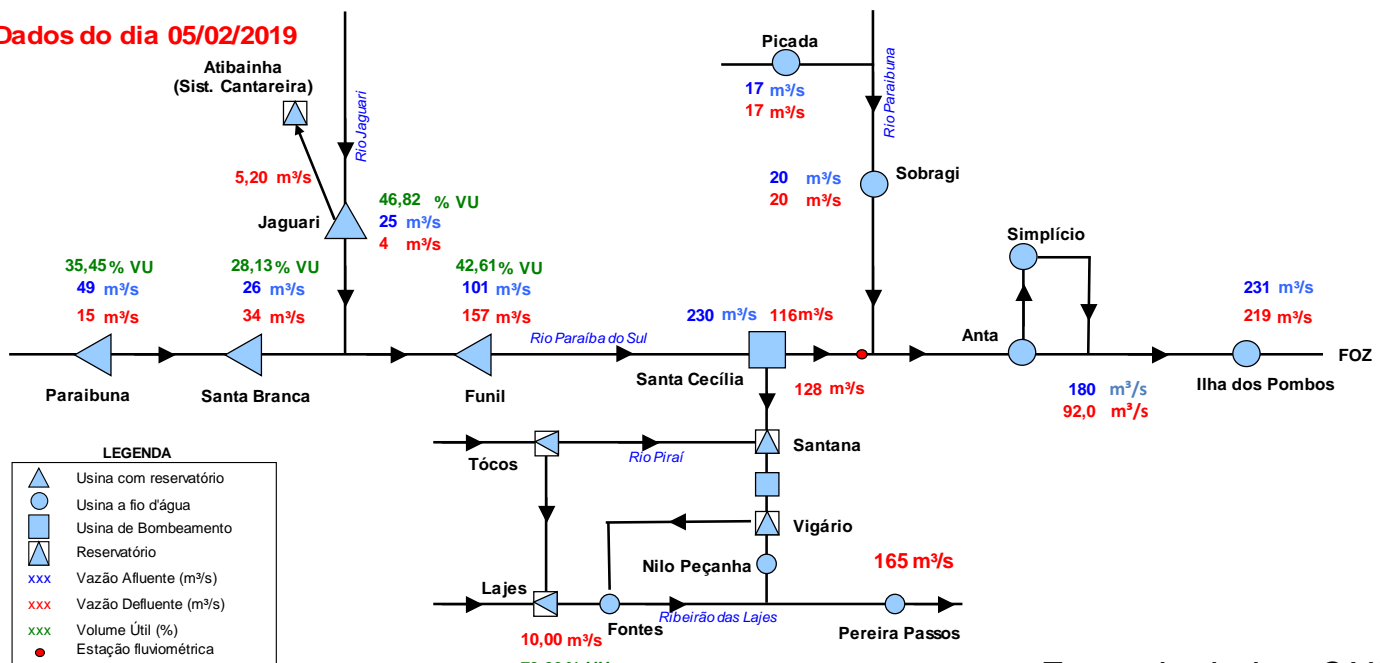 Dados do dia 05/02/2019
Picada
17 m³/s
17 m³/s
Rio Paraibuna
Atibainha
(Sist. Cantareira)
Rio Jaguari
5,20 m³/s
46,82 % VU
25 m³/s
4 m³/s
Jaguari
20 m³/s
20 m³/s
Sobragi
Simplício
35,45% VU
49 m³/s
15 m³/s
28,13% VU
26 m³/s
34 m³/s
42,61% VU
101 m³/s
157 m³/s
230 m³/s 116m³/s
231 m³/s
219 m³/s
Rio Paraíba do Sul
Anta
FOZ
Paraibuna
Santa Branca
Funil
Santa Cecília
128 m³/s
180 m³/s
92,0 m³/s
Ilha dos Pombos
Tócos
Rio Piraí
Santana
Vigário
Nilo Peçanha
165 m³/s
Lajes
Fontes
Ribeirão das Lajes
Pereira Passos
10,00 m³/s
LEGENDA
Usina com reservatório
Usina a fio d'água
Usina de Bombeamento
Reservatório
xxx Vazão Afluente (m³/s)
xxx Vazão Defluente (m³/s)
xxx Volume Útil (%)
Estação fluviométrica